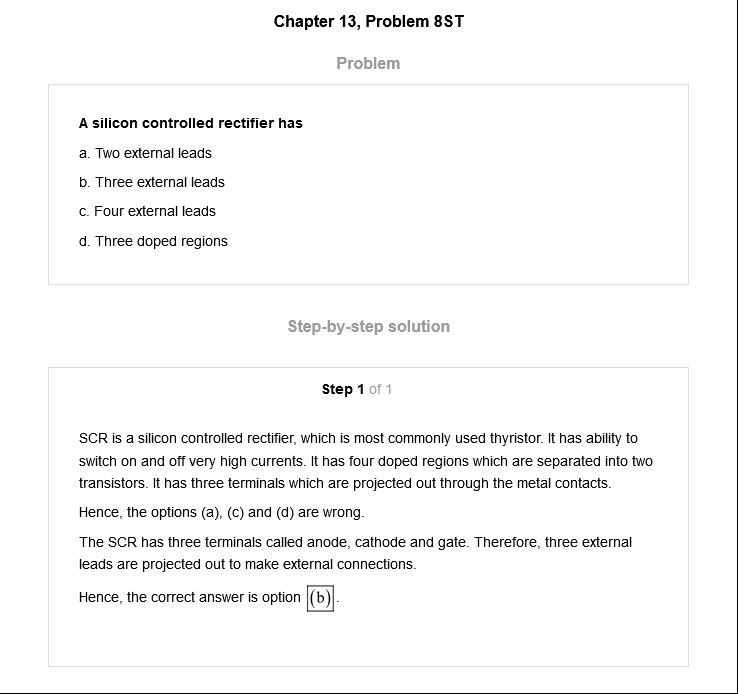 Chapter 13, Problem 8ST
Problem
A silicon controlled rectifier has
a. Two external leads
b. Three external leads
c. Four external leads
d. Three doped regions
Step-by-step solution
Step 1 of 1
SCR is a silicon controlled rectifier, which is most commonly used thyristor. It has ability to
switch on and off very high currents. It has four doped regions which are separated into two
transistors. It has three terminals which are projected out through the metal contacts.
Hence, the options (a), (c) and (d) are wrong.
The SCR has three terminals called anode, cathode and gate. Therefore, three external
leads are projected out to make external connections.
Hence, the correct answer is option (b).